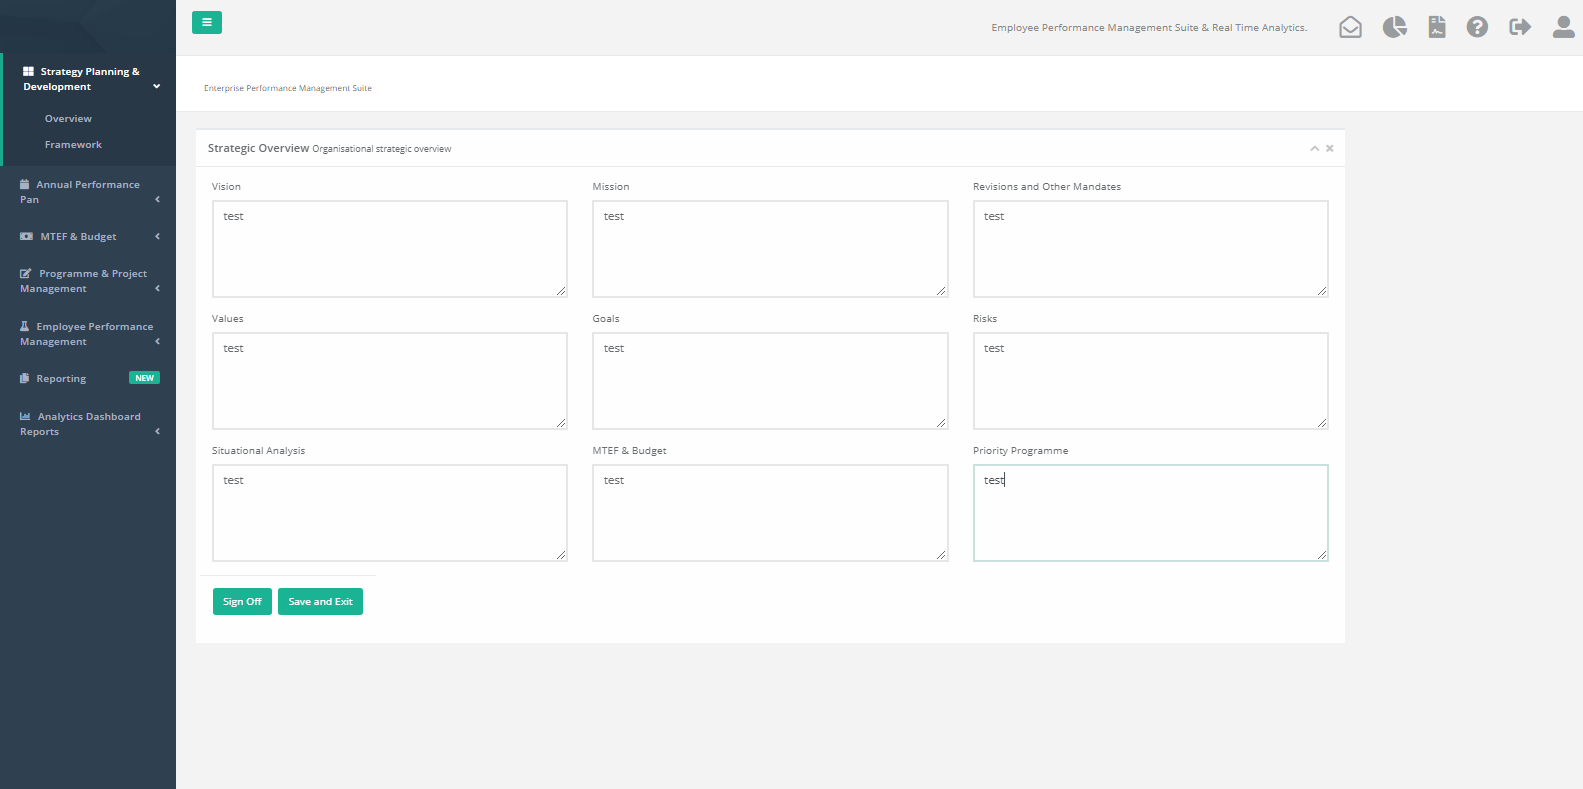 Employee Performance Management Suite & Real Time Analytics.
Strategy Planning &
Development
Overview
Framework
Annual Performance
Pan
MTEF & Budget
Programme & Project
Management
Employee Performance
Management
Reporting NEW
Analytics Dashboard
Reports
Enterprise Performance Management Suite
Strategic Overview Organisational strategic overview
Vision Mission Revisions and Other Mandates
test test test
Values Goals Risks
test test test
Situational Analysis MTEF & Budget Priority Programme
test test test
Sign Off Save and Exit